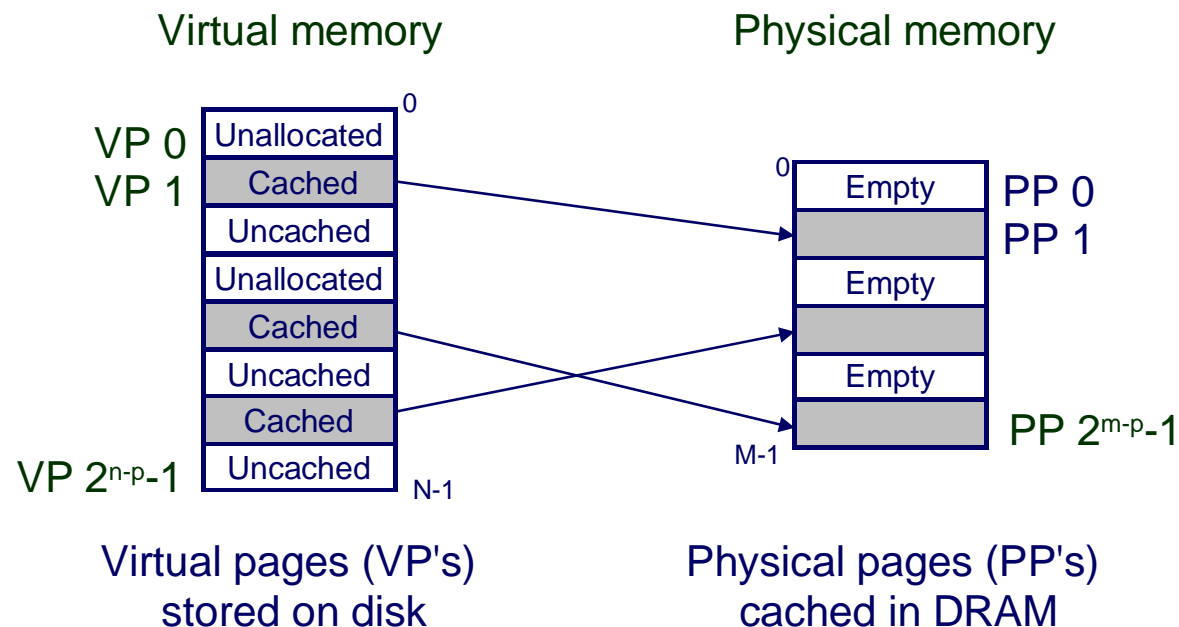 Virtual memory
Physical memory
0
VP 0
Unallocated
VP 1
Cached
Uncached
Unallocated
Cached
Uncached
Cached
VP 2ⁿ⁻ᵖ-1
Uncached
N-1
0
Empty
PP 0
PP 1
Empty
Empty
PP 2ᵐ⁻ᵖ-1
M-1
Virtual pages (VP's)
stored on disk
Physical pages (PP's)
cached in DRAM